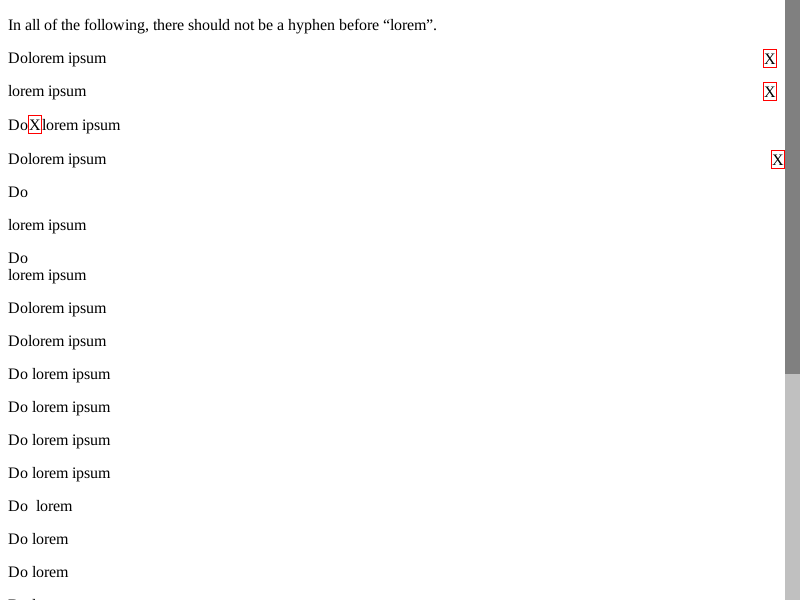 In all of the following, there should not be a hyphen before “lorem”.
Dolorem ipsum X
lorem ipsum X
DoXlorem ipsum
Dolorem ipsum X
Do
lorem ipsum
Do
lorem ipsum
Dolorem ipsum
Dolorem ipsum
Do lorem ipsum
Do lorem ipsum
Do lorem ipsum
Do lorem ipsum
Do  lorem
Do lorem
Do lorem